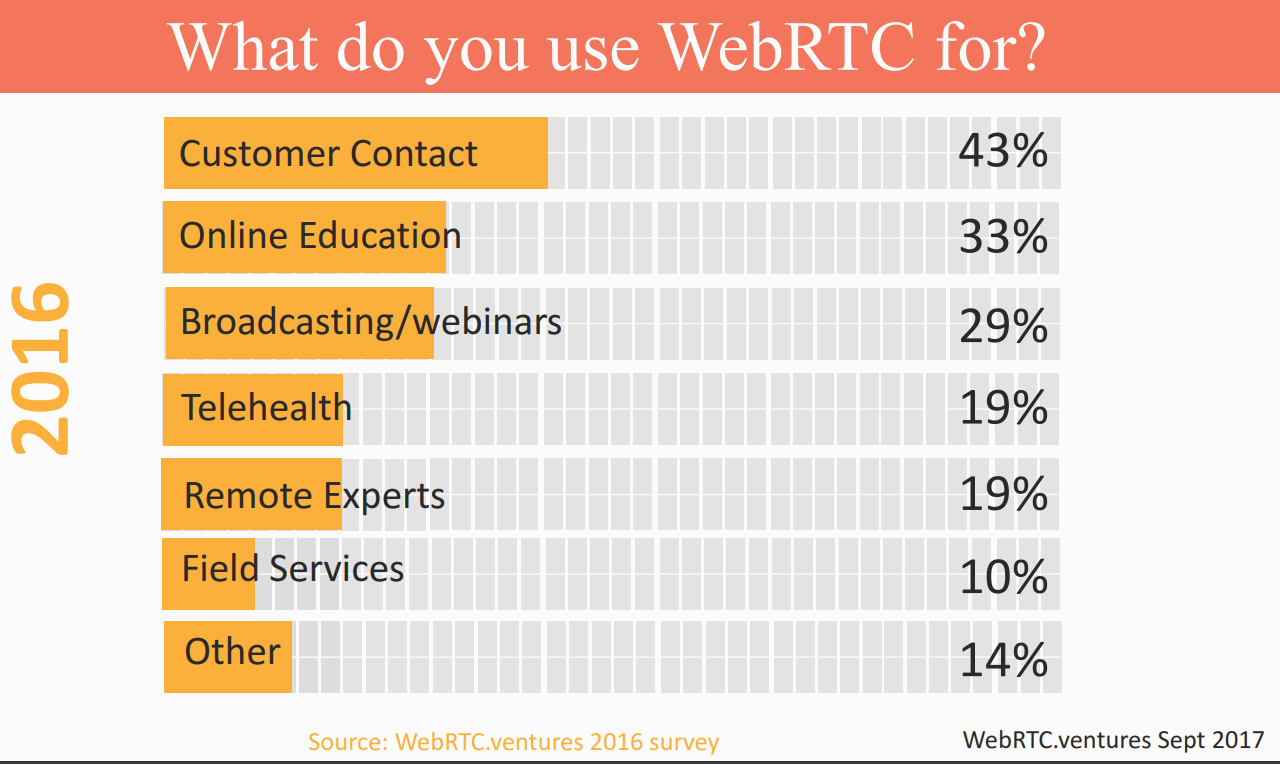 What do you use WebRTC for?
2016
Customer Contact 43%
Online Education 33%
Broadcasting/webinars 29%
Telehealth 19%
Remote Experts 19%
Field Services 10%
Other 14%
Source: WebRTC.ventures 2016 survey
WebRTC.ventures Sept 2017